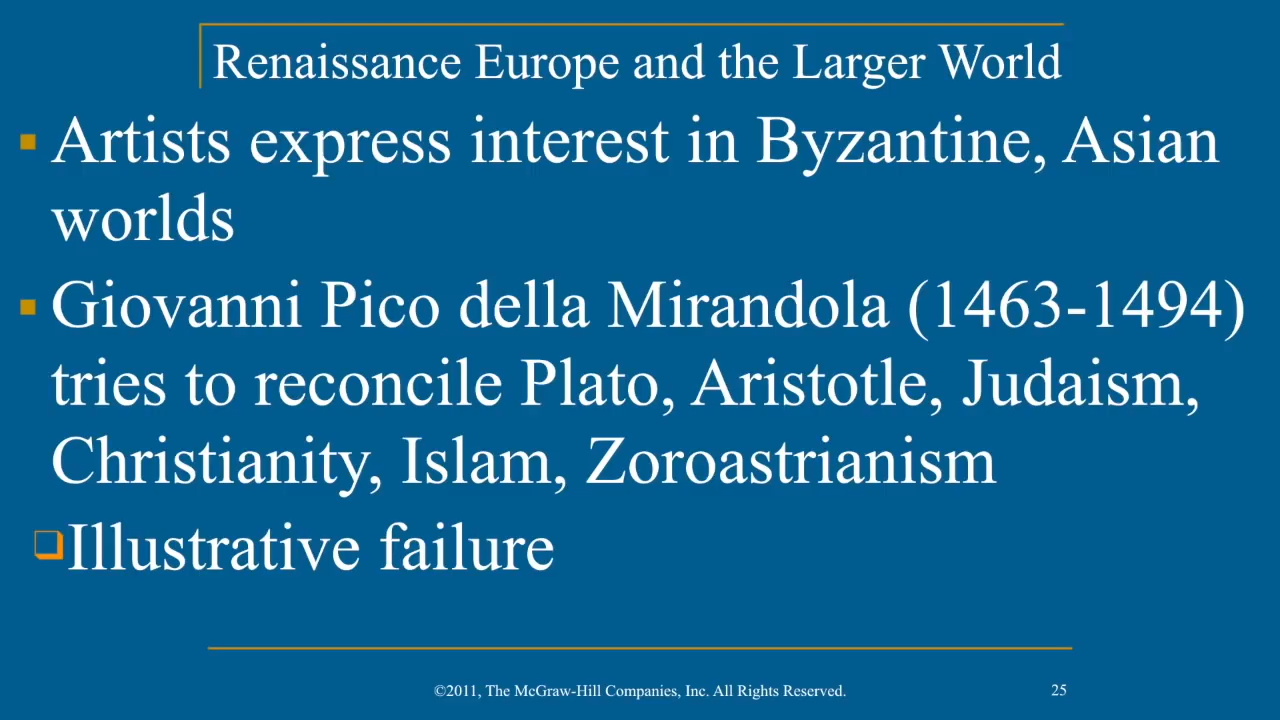 Renaissance Europe and the Larger World
▪ Artists express interest in Byzantine, Asian
worlds
▪ Giovanni Pico della Mirandola (1463-1494)
tries to reconcile Plato, Aristotle, Judaism,
Christianity, Islam, Zoroastrianism
❑Illustrative failure
©2011, The McGraw-Hill Companies, Inc. All Rights Reserved.
25